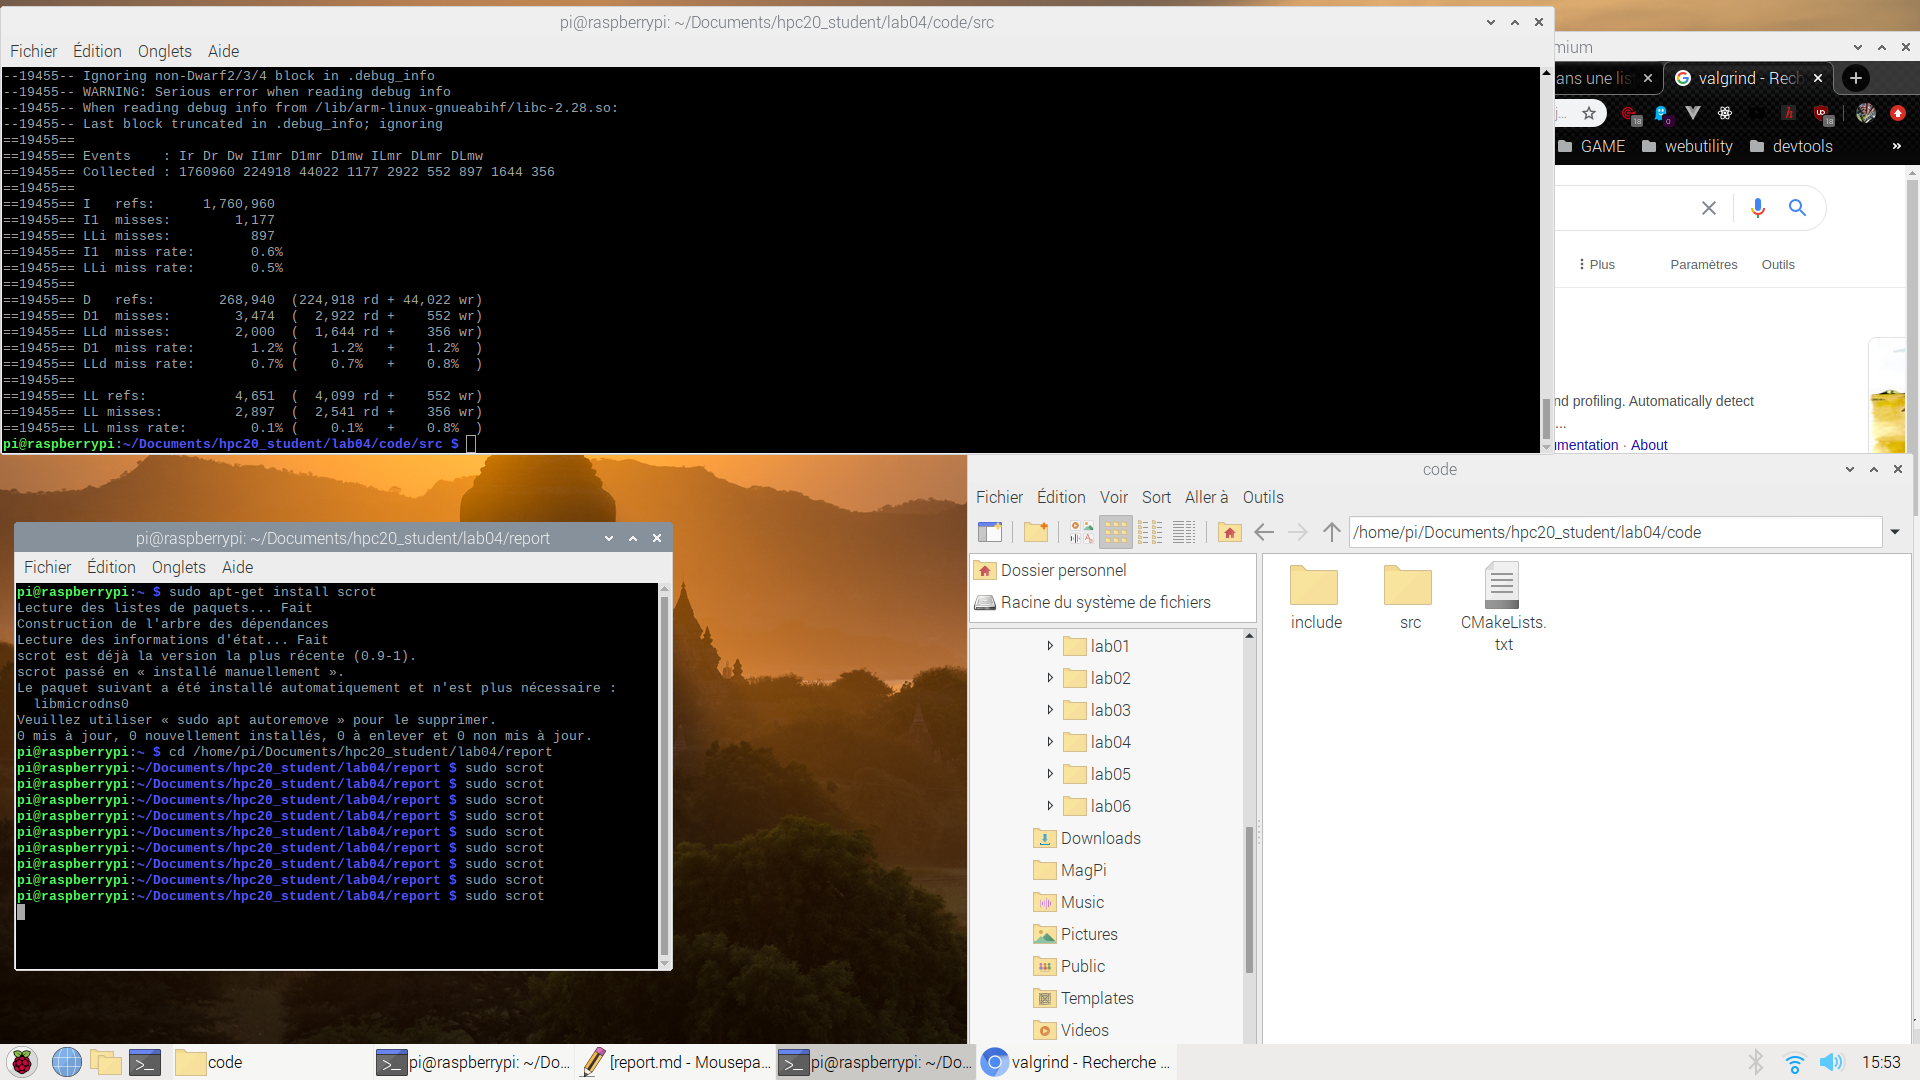 pi@raspberrypi: ~/Documents/hpc20_student/lab04/code/src
Fichier Édition Onglets Aide
--19455-- Ignoring non-Dwarf2/3/4 block in .debug_info
--19455-- WARNING: Serious error when reading debug info
--19455-- When reading debug info from /lib/arm-linux-gnueabihf/libc-2.28.so:
--19455-- Last block truncated in .debug_info; ignoring
==19455==
==19455== Events    : Ir Dr Dw I1mr D1mr D1mw ILmr DLmr DLmw
==19455== Collected : 1760960 224918 44022 1177 2922 552 897 1644 356
==19455==
==19455== I   refs:      1,760,960
==19455== I1  misses:        1,177
==19455== LLi misses:          897
==19455== I1  miss rate:       0.6%
==19455== LLi miss rate:       0.5%
==19455==
==19455== D   refs:        268,940  (224,918 rd + 44,022 wr)
==19455== D1  misses:        3,474  (  2,922 rd +    552 wr)
==19455== LLd misses:        2,000  (  1,644 rd +    356 wr)
==19455== D1  miss rate:       1.2% (    1.2%   +    1.2%  )
==19455== LLd miss rate:       0.7% (    0.7%   +    0.8%  )
==19455==
==19455== LL refs:           4,651  (  4,099 rd +    552 wr)
==19455== LL misses:         2,897  (  2,541 rd +    356 wr)
==19455== LL miss rate:        0.1% (    0.1%   +    0.8%  )
pi@raspberrypi:~/Documents/hpc20_student/lab04/code/src $
mium
ans une lis valgrind - Rech
j...
18 0 18
GAME webutility devtools »
Plus Paramètres Outils
nd profiling. Automatically detect
...
umentation · About
pi@raspberrypi: ~/Documents/hpc20_student/lab04/report
Fichier Édition Onglets Aide
pi@raspberrypi:~ $ sudo apt-get install scrot
Lecture des listes de paquets... Fait
Construction de l'arbre des dépendances
Lecture des informations d'état... Fait
scrot est déjà la version la plus récente (0.9-1).
scrot passé en « installé manuellement ».
Le paquet suivant a été installé automatiquement et n'est plus nécessaire :
  libmicrodns0
Veuillez utiliser « sudo apt autoremove » pour le supprimer.
0 mis à jour, 0 nouvellement installés, 0 à enlever et 0 non mis à jour.
pi@raspberrypi:~ $ cd /home/pi/Documents/hpc20_student/lab04/report
pi@raspberrypi:~/Documents/hpc20_student/lab04/report $ sudo scrot
pi@raspberrypi:~/Documents/hpc20_student/lab04/report $ sudo scrot
pi@raspberrypi:~/Documents/hpc20_student/lab04/report $ sudo scrot
pi@raspberrypi:~/Documents/hpc20_student/lab04/report $ sudo scrot
pi@raspberrypi:~/Documents/hpc20_student/lab04/report $ sudo scrot
pi@raspberrypi:~/Documents/hpc20_student/lab04/report $ sudo scrot
pi@raspberrypi:~/Documents/hpc20_student/lab04/report $ sudo scrot
pi@raspberrypi:~/Documents/hpc20_student/lab04/report $ sudo scrot
pi@raspberrypi:~/Documents/hpc20_student/lab04/report $ sudo scrot
code
Fichier Édition Voir Sort Aller à Outils
/home/pi/Documents/hpc20_student/lab04/code
Dossier personnel
Racine du système de fichiers
lab01
lab02
lab03
lab04
lab05
lab06
Downloads
MagPi
Music
Pictures
Public
Templates
Videos
include
src
CMakeLists.
txt
code
pi@raspberrypi: ~/Do...
[report.md - Mousepa...
pi@raspberrypi: ~/Do...
valgrind - Recherche ...
15:53